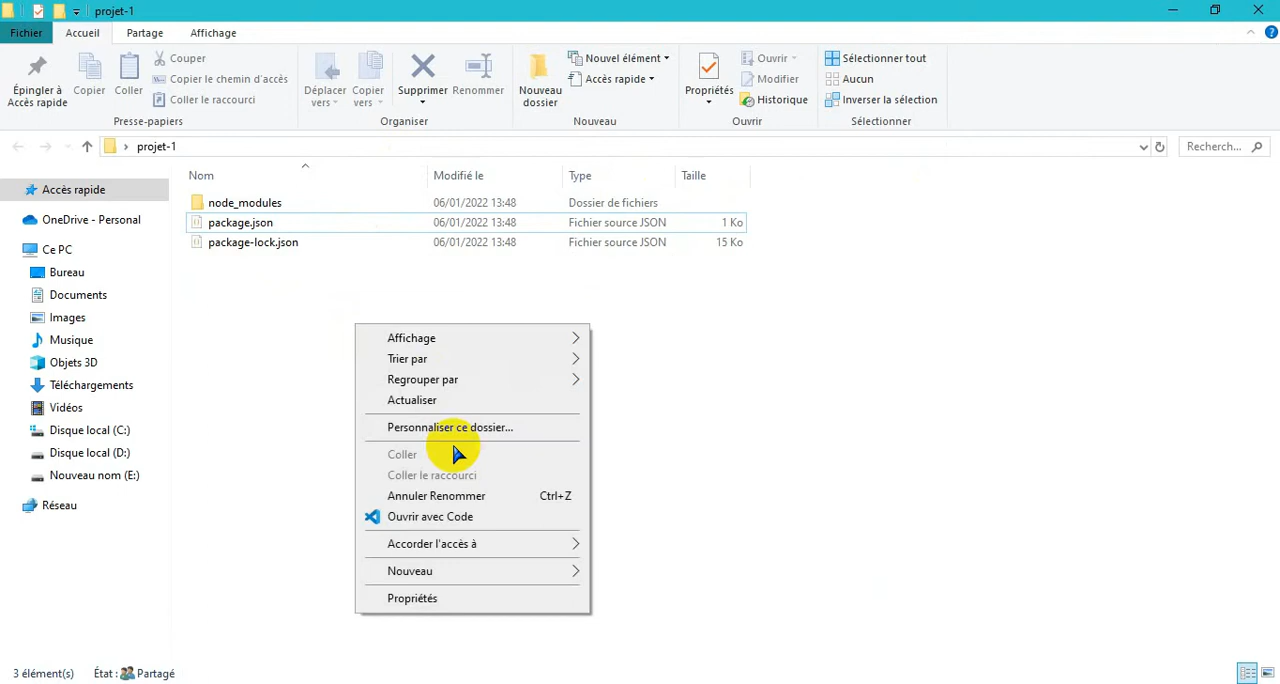 projet-1
Fichier Accueil Partage Affichage
Épingler à Accès rapide
Copier
Coller
Couper
Copier le chemin d'accès
Coller le raccourci
Presse-papiers
Déplacer vers
Copier vers
Supprimer
Renommer
Organiser
Nouveau dossier
Nouvel élément
Accès rapide
Nouveau
Propriétés
Ouvrir
Modifier
Historique
Ouvrir
Sélectionner tout
Aucun
Inverser la sélection
Sélectionner
projet-1
Recherch...
Nom Modifié le Type Taille
node_modules 06/01/2022 13:48 Dossier de fichiers
package.json 06/01/2022 13:48 Fichier source JSON 1 Ko
package-lock.json 06/01/2022 13:48 Fichier source JSON 15 Ko
Accès rapide
OneDrive - Personal
Ce PC
Bureau
Documents
Images
Musique
Objets 3D
Téléchargements
Vidéos
Disque local (C:)
Disque local (D:)
Nouveau nom (E:)
Réseau
Affichage
Trier par
Regrouper par
Actualiser
Personnaliser ce dossier...
Coller
Coller le raccourci
Annuler Renommer Ctrl+Z
Ouvrir avec Code
Accorder l'accès à
Nouveau
Propriétés
3 élément(s) État : Partagé